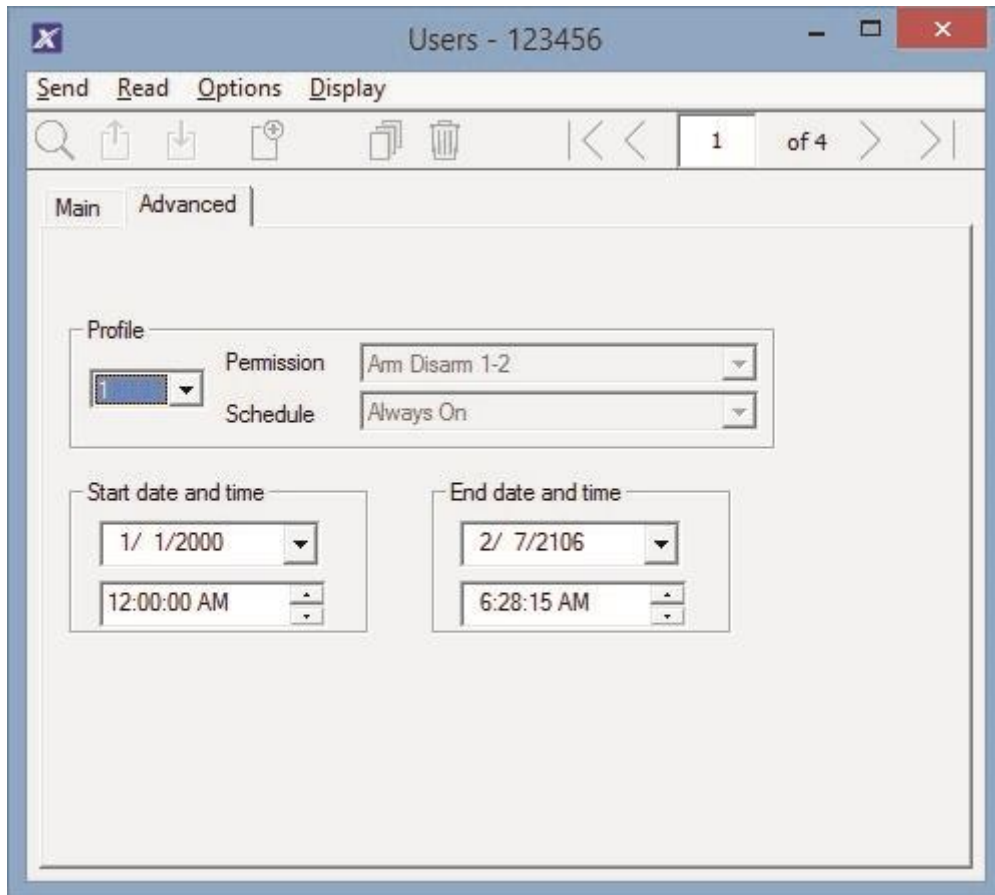 Users - 123456
Send Read Options Display
1 of 4
Main Advanced
Profile
1 Permission Arm Disarm 1-2
Schedule Always On
Start date and time End date and time
1/ 1/2000 2/ 7/2106
12:00:00 AM 6:28:15 AM